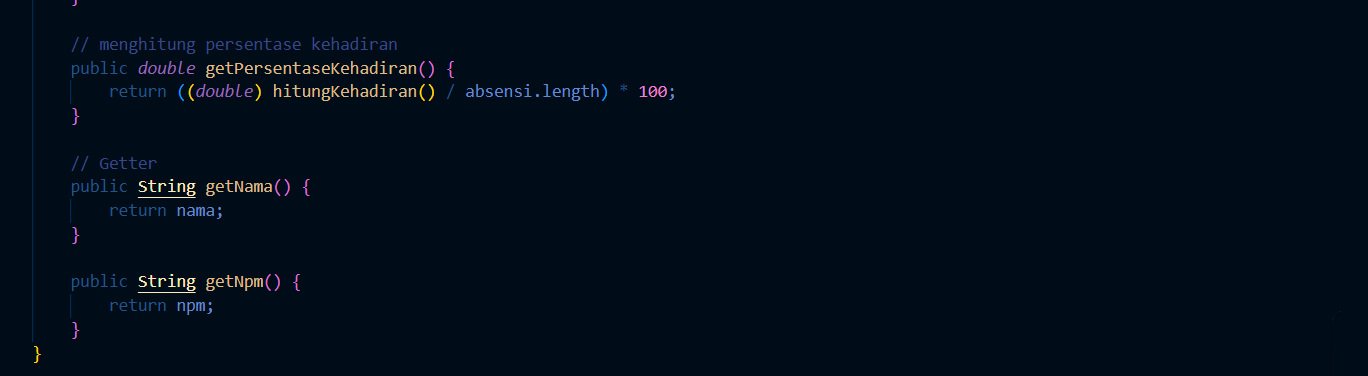 }
// menghitung persentase kehadiran
public double getPersentaseKehadiran() {
return ((double) hitungKehadiran() / absensi.length) * 100;
}
// Getter
public String getNama() {
return nama;
}
public String getNpm() {
return npm;
}
}